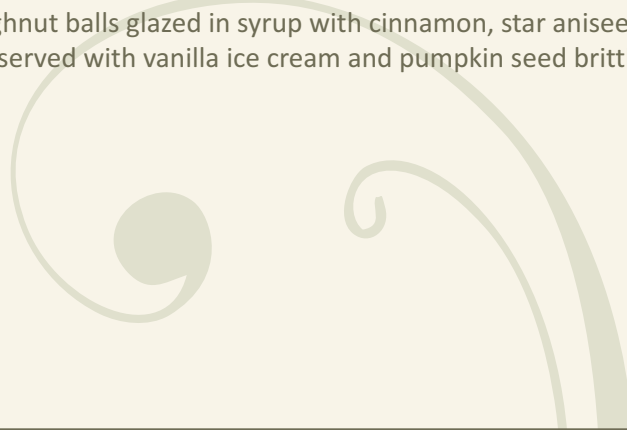 ghnut balls glazed in syrup with cinnamon, star anisee
served with vanilla ice cream and pumpkin seed britt